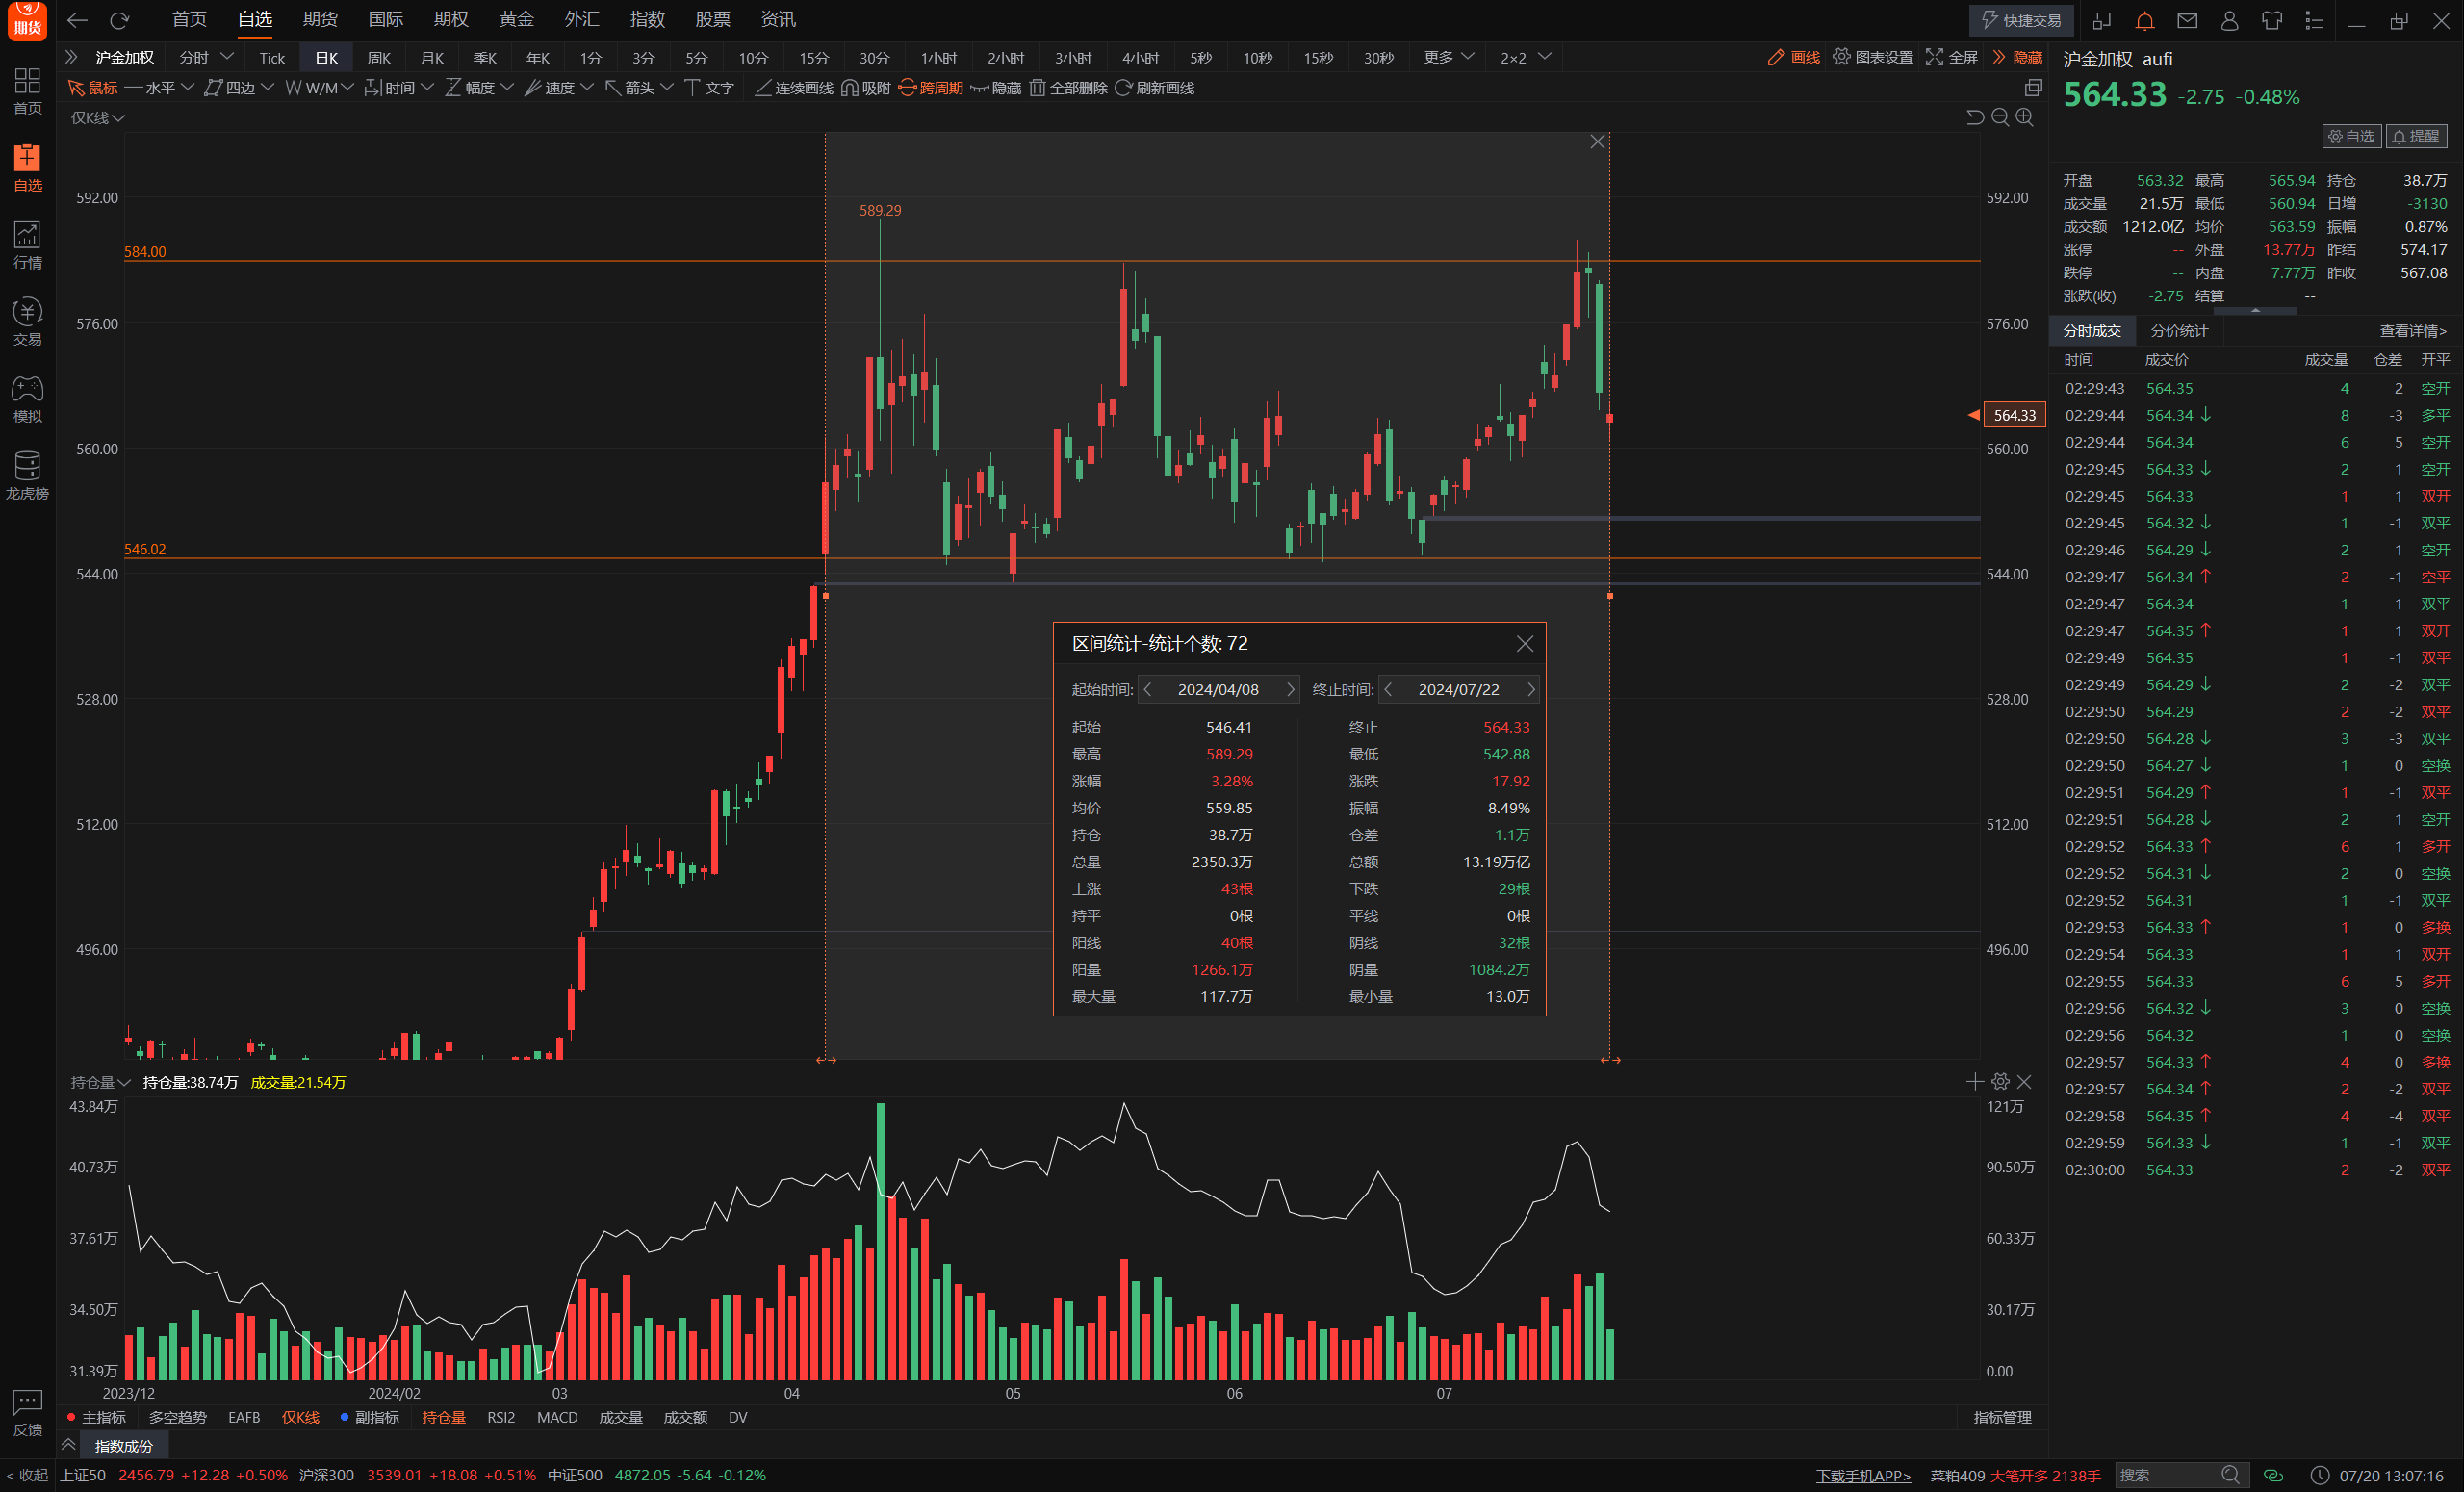 期货 首页 自选 期货 国际 期权 黄金 外汇 指数 股票 资讯 快捷交易
沪金加权 分时 Tick 日K 周K 月K 季K 年K 1分 3分 5分 10分 15分 30分 1小时 2小时 3小时 4小时 5秒 10秒 15秒 30秒 更多 2×2 画线 图表设置 全屏 隐藏
鼠标 水平 四边 W/M 时间 幅度 速度 箭头 文字 连续画线 吸附 跨周期 隐藏 全部删除 刷新画线
仅K线
首页
自选
行情
交易
模拟
龙虎榜
反馈
592.00 592.00
589.29
584.00
576.00 576.00
564.33
560.00 560.00
546.02
544.00 544.00
528.00 528.00
512.00 512.00
496.00 496.00
区间统计-统计个数: 72
起始时间: 2024/04/08 终止时间: 2024/07/22
起始 546.41 终止 564.33
最高 589.29 最低 542.88
涨幅 3.28% 涨跌 17.92
均价 559.85 振幅 8.49%
持仓 38.7万 仓差 -1.1万
总量 2350.3万 总额 13.19万亿
上涨 43根 下跌 29根
持平 0根 平线 0根
阳线 40根 阴线 32根
阳量 1266.1万 阴量 1084.2万
最大量 117.7万 最小量 13.0万
持仓量 持仓量:38.74万 成交量:21.54万
43.84万 121万
40.73万 90.50万
37.61万 60.33万
34.50万 30.17万
31.39万 0.00
2023/12 2024/02 03 04 05 06 07
主指标 多空趋势 EAFB 仅K线 副指标 持仓量 RSI2 MACD 成交量 成交额 DV 指标管理
指数成份
沪金加权 aufi
564.33 -2.75 -0.48%
自选 提醒
开盘 563.32 最高 565.94 持仓 38.7万
成交量 21.5万 最低 560.94 日增 -3130
成交额 1212.0亿 均价 563.59 振幅 0.87%
涨停 -- 外盘 13.77万 昨结 574.17
跌停 -- 内盘 7.77万 昨收 567.08
涨跌(收) -2.75 结算 --
分时成交 分价统计 查看详情>
时间 成交价 成交量 仓差 开平
02:29:43 564.35 4 2 空开
02:29:44 564.34↓ 8 -3 多平
02:29:44 564.34 6 5 空开
02:29:45 564.33↓ 2 1 空开
02:29:45 564.33 1 1 双开
02:29:45 564.32↓ 1 -1 双平
02:29:46 564.29↓ 2 1 空开
02:29:47 564.34↑ 2 -1 空平
02:29:47 564.34 1 -1 双平
02:29:47 564.35↑ 1 1 双开
02:29:49 564.35 1 -1 双平
02:29:49 564.29↓ 2 -2 双平
02:29:50 564.29 2 -2 双平
02:29:50 564.28↓ 3 -3 双平
02:29:50 564.27↓ 1 0 空换
02:29:51 564.29↑ 1 -1 双平
02:29:51 564.28↓ 2 1 空开
02:29:52 564.33↑ 6 1 多开
02:29:52 564.31↓ 2 0 空换
02:29:52 564.31 1 -1 双平
02:29:53 564.33↑ 1 0 多换
02:29:54 564.33 1 1 双开
02:29:55 564.33 6 5 多开
02:29:56 564.32↓ 3 0 空换
02:29:56 564.32 1 0 空换
02:29:57 564.33↑ 4 0 多换
02:29:57 564.34↑ 2 -2 双平
02:29:58 564.35↑ 4 -4 双平
02:29:59 564.33↓ 1 -1 双平
02:30:00 564.33 2 -2 双平
< 收起 上证50 2456.79 +12.28 +0.50% 沪深300 3539.01 +18.08 +0.51% 中证500 4872.05 -5.64 -0.12% 下载手机APP> 菜粕409 大笔开多 2138手 搜索 07/20 13:07:16